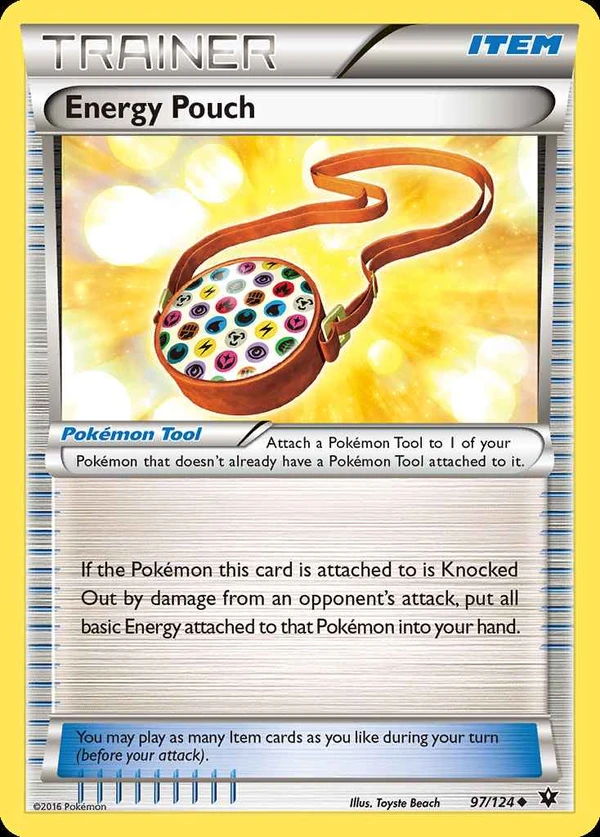 TRAINER
ITEM
Energy Pouch
Pokémon Tool
Attach a Pokémon Tool to 1 of your
Pokémon that doesn't already have a Pokémon Tool attached to it.
If the Pokémon this card is attached to is Knocked
Out by damage from an opponent's attack, put all
basic Energy attached to that Pokémon into your hand.
You may play as many Item cards as you like during your turn
(before your attack).
©2016 Pokémon
Illus. Toyste Beach
97/124